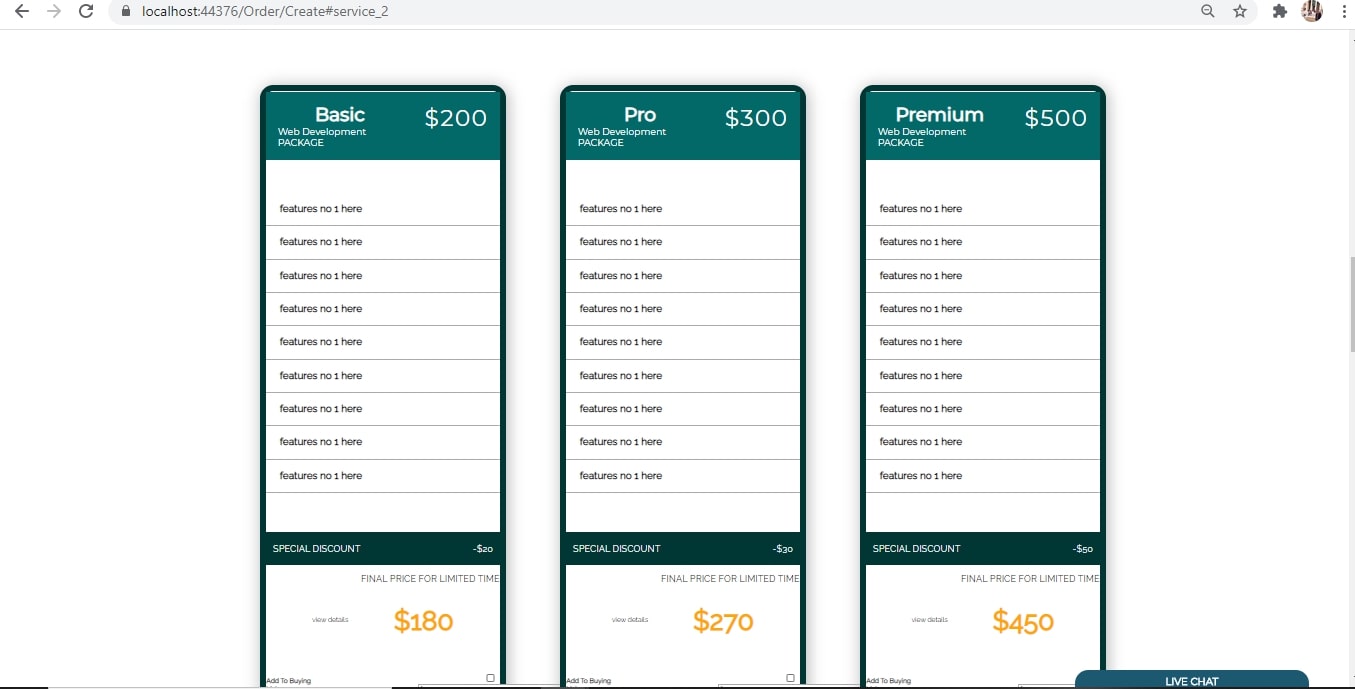 localhost:44376/Order/Create#service_2
Basic $200
Web Development
PACKAGE
features no 1 here
features no 1 here
features no 1 here
features no 1 here
features no 1 here
features no 1 here
features no 1 here
features no 1 here
features no 1 here
SPECIAL DISCOUNT -$20
FINAL PRICE FOR LIMITED TIME
view details $180
Add To Buying
Pro $300
Web Development
PACKAGE
features no 1 here
features no 1 here
features no 1 here
features no 1 here
features no 1 here
features no 1 here
features no 1 here
features no 1 here
features no 1 here
SPECIAL DISCOUNT -$30
FINAL PRICE FOR LIMITED TIME
view details $270
Add To Buying
Premium $500
Web Development
PACKAGE
features no 1 here
features no 1 here
features no 1 here
features no 1 here
features no 1 here
features no 1 here
features no 1 here
features no 1 here
features no 1 here
SPECIAL DISCOUNT -$50
FINAL PRICE FOR LIMITED TIME
view details $450
Add To Buying
LIVE CHAT